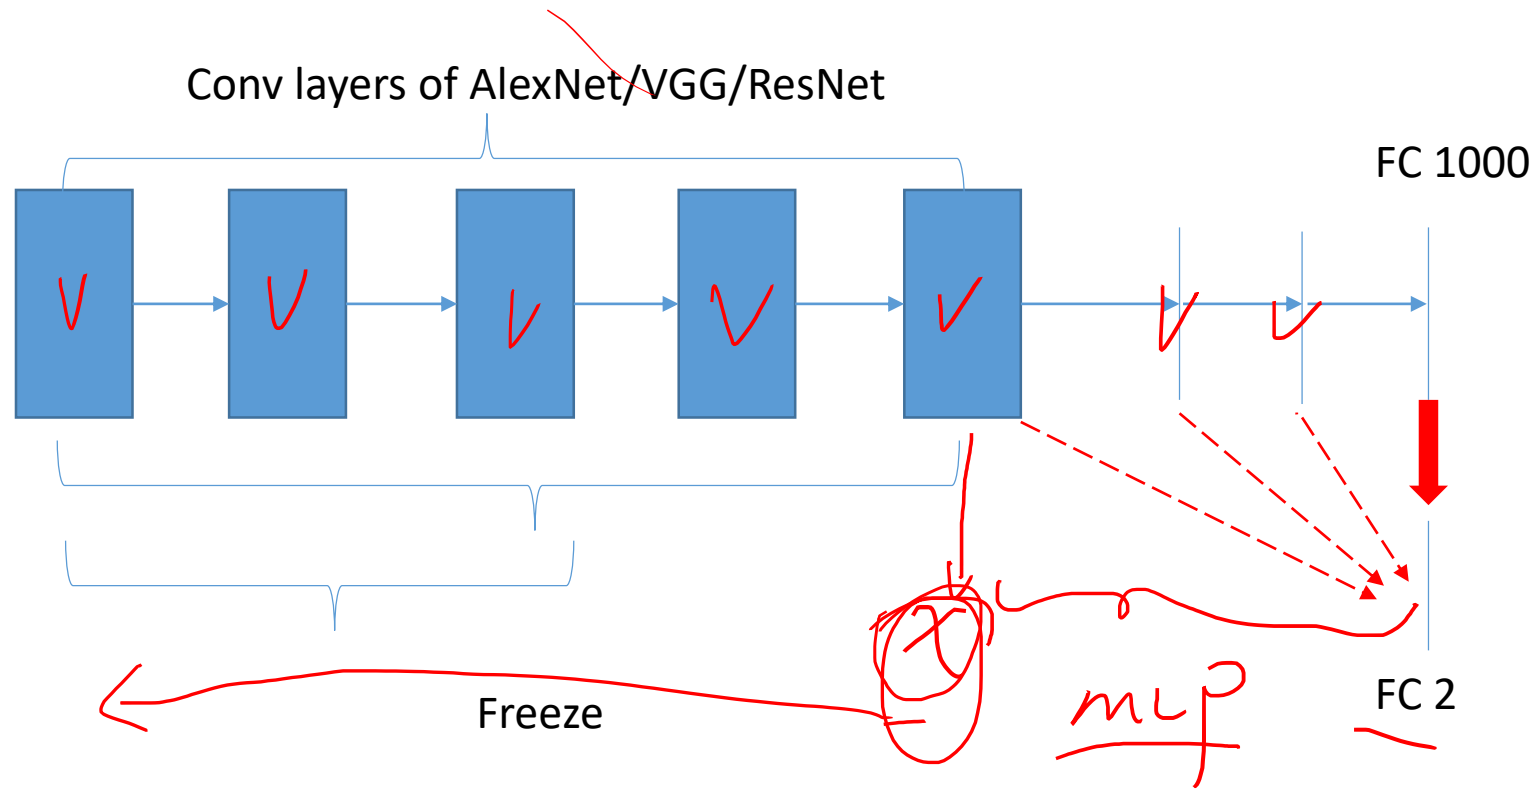 Conv layers of AlexNet/VGG/ResNet
FC 1000
V V V V V V V
x
Freeze
MLP
FC 2